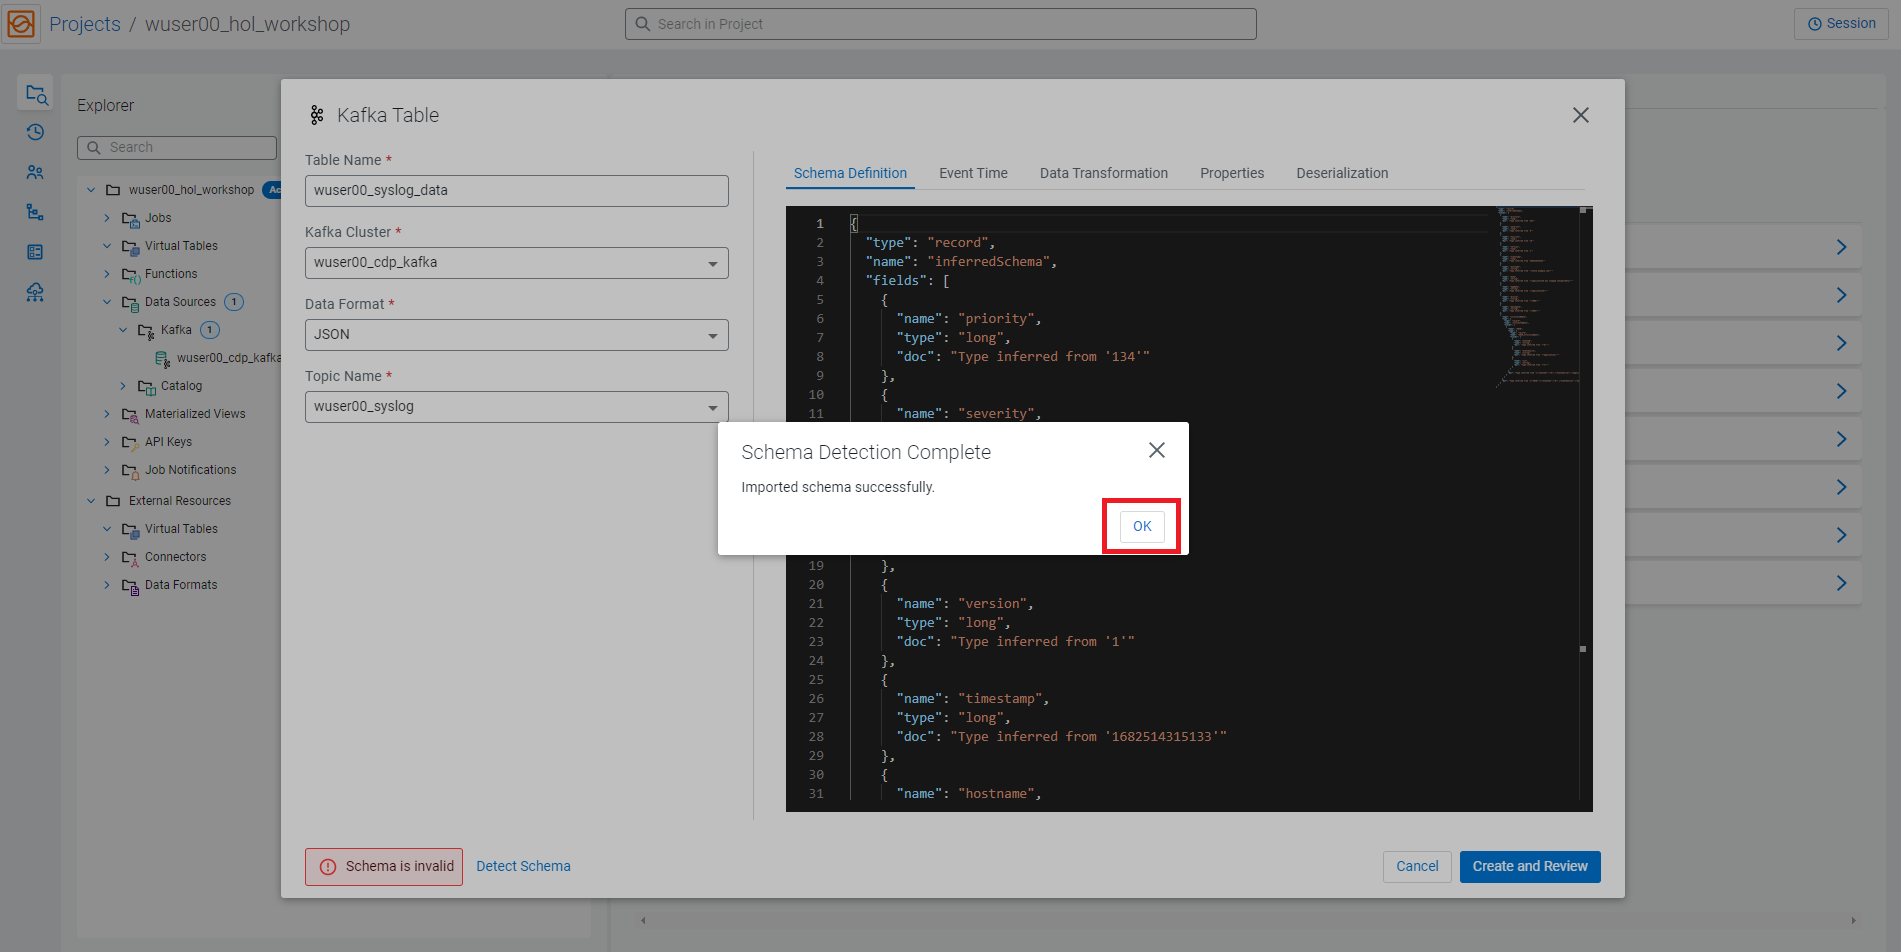 Projects / wuser00_hol_workshop
Search in Project
Session
Explorer
Search
wuser00_hol_workshop
Jobs
Virtual Tables
Functions
Data Sources 1
Kafka 1
wuser00_cdp_kafka
Catalog
Materialized Views
API Keys
Job Notifications
External Resources
Virtual Tables
Connectors
Data Formats
Kafka Table
Table Name *
wuser00_syslog_data
Kafka Cluster *
wuser00_cdp_kafka
Data Format *
JSON
Topic Name *
wuser00_syslog
Schema Definition Event Time Data Transformation Properties Deserialization
1 {
2 "type": "record",
3 "name": "inferredSchema",
4 "fields": [
5 {
6 "name": "priority",
7 "type": "long",
8 "doc": "Type inferred from '134'"
9 },
10 {
11 "name": "severity",
Schema Detection Complete
Imported schema successfully.
OK
19 },
20 {
21 "name": "version",
22 "type": "long",
23 "doc": "Type inferred from '1'"
24 },
25 {
26 "name": "timestamp",
27 "type": "long",
28 "doc": "Type inferred from '1682514315133'"
29 },
30 {
31 "name": "hostname",
Schema is invalid
Detect Schema
Cancel
Create and Review